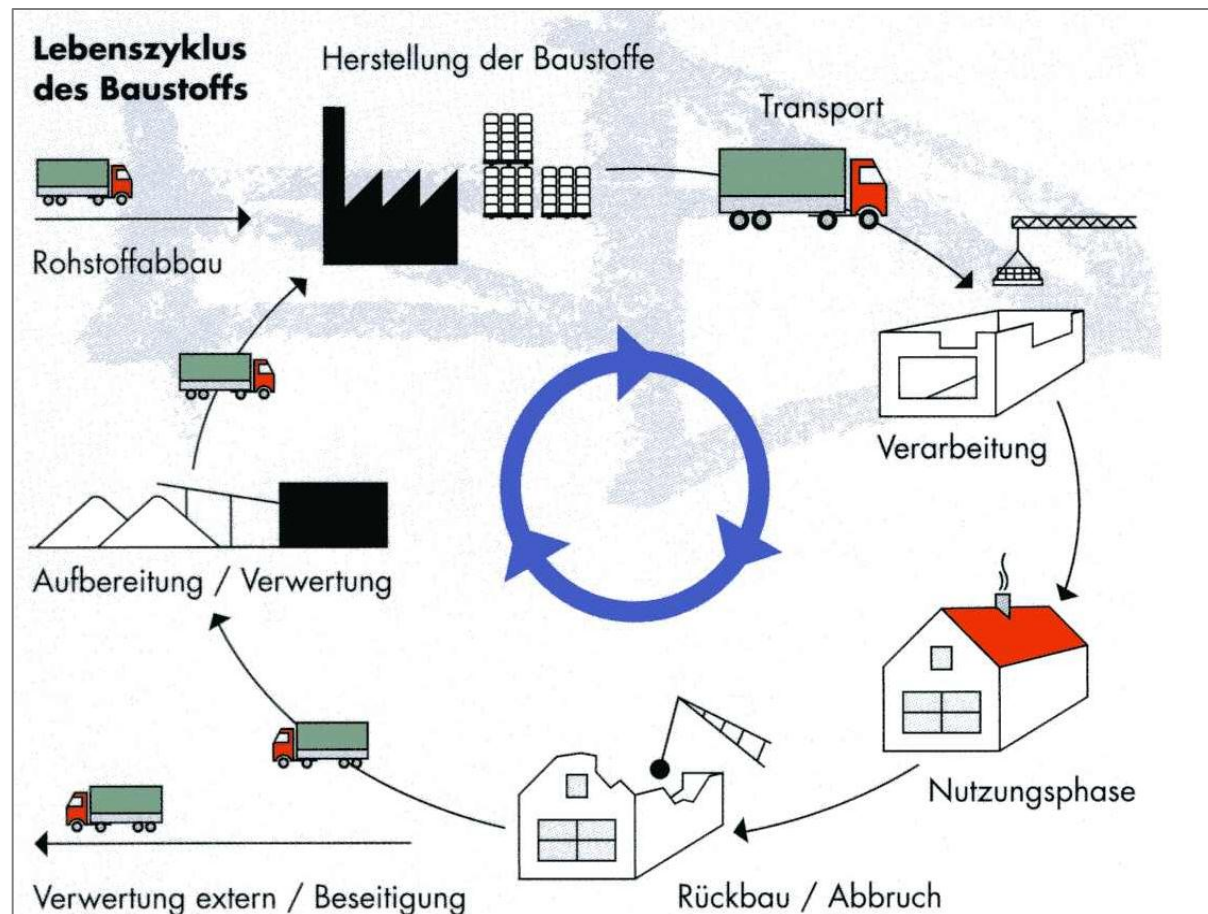 Lebenszyklus
des Baustoffs
Herstellung der Baustoffe
Transport
Rohstoffabbau
Verarbeitung
Aufbereitung / Verwertung
Nutzungsphase
Verwertung extern / Beseitigung
Rückbau / Abbruch